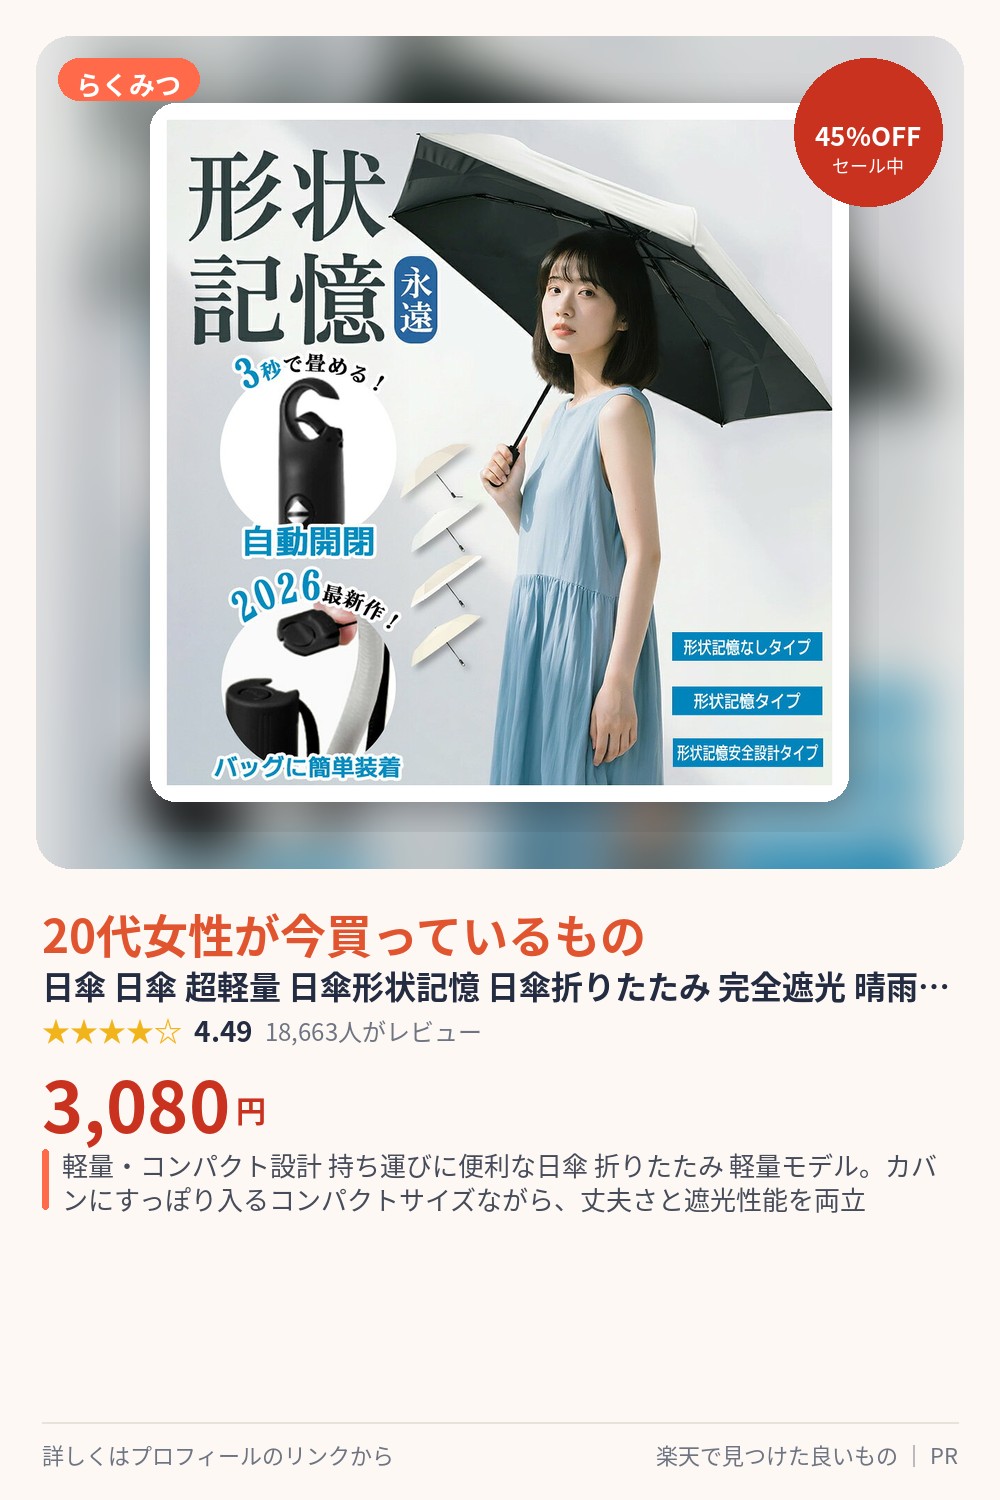 らくみつ
45%OFF
セール中
形状
記憶
永遠
3秒で畳める！
自動開閉
2026最新作！
バッグに簡単装着
形状記憶なしタイプ
形状記憶タイプ
形状記憶安全設計タイプ
20代女性が今買っているもの
日傘 日傘 超軽量 日傘形状記憶 日傘折りたたみ 完全遮光 晴雨…
★★★★☆ 4.49 18,663人がレビュー
3,080円
軽量・コンパクト設計 持ち運びに便利な日傘 折りたたみ 軽量モデル。カバ
ンにすっぽり入るコンパクトサイズながら、丈夫さと遮光性能を両立
詳しくはプロフィールのリンクから
楽天で見つけた良いもの｜PR